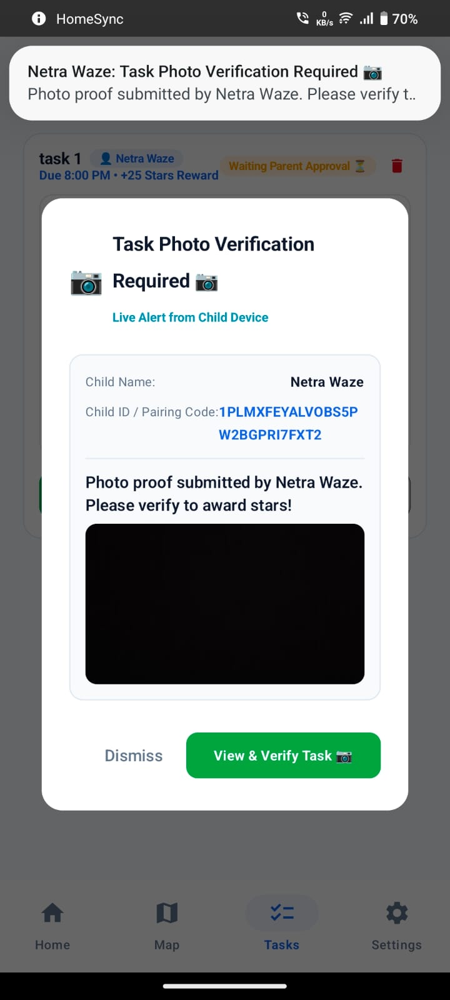 HomeSync
0
KB/s
70%
Netra Waze: Task Photo Verification Required
Photo proof submitted by Netra Waze. Please verify t..
task 1 Netra Waze
Due 8:00 PM • +25 Stars Reward
Waiting Parent Approval
Task Photo Verification
Required
Live Alert from Child Device
Child Name: Netra Waze
Child ID / Pairing Code: 1PLMXFEYALVOBS5P
W2BGPRI7FXT2
Photo proof submitted by Netra Waze.
Please verify to award stars!
Dismiss
View & Verify Task
Home
Map
Tasks
Settings